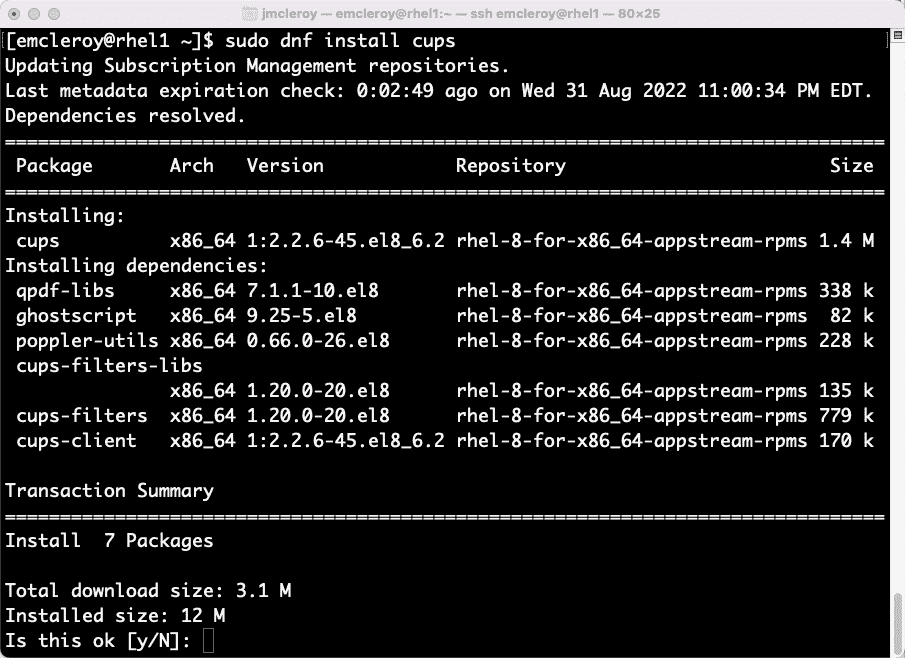 jmcleroy — emcleroy@rhel1:~ — ssh emcleroy@rhel1 — 80×25
[emcleroy@rhel1 ~]$ sudo dnf install cups
Updating Subscription Management repositories.
Last metadata expiration check: 0:02:49 ago on Wed 31 Aug 2022 11:00:34 PM EDT.
Dependencies resolved.
================================================================================
 Package       Arch   Version            Repository                        Size
================================================================================
Installing:
 cups          x86_64 1:2.2.6-45.el8_6.2 rhel-8-for-x86_64-appstream-rpms 1.4 M
Installing dependencies:
 qpdf-libs     x86_64 7.1.1-10.el8       rhel-8-for-x86_64-appstream-rpms 338 k
 ghostscript   x86_64 9.25-5.el8         rhel-8-for-x86_64-appstream-rpms  82 k
 poppler-utils x86_64 0.66.0-26.el8      rhel-8-for-x86_64-appstream-rpms 228 k
 cups-filters-libs
               x86_64 1.20.0-20.el8      rhel-8-for-x86_64-appstream-rpms 135 k
 cups-filters  x86_64 1.20.0-20.el8      rhel-8-for-x86_64-appstream-rpms 779 k
 cups-client   x86_64 1:2.2.6-45.el8_6.2 rhel-8-for-x86_64-appstream-rpms 170 k

Transaction Summary
================================================================================
Install  7 Packages

Total download size: 3.1 M
Installed size: 12 M
Is this ok [y/N]: